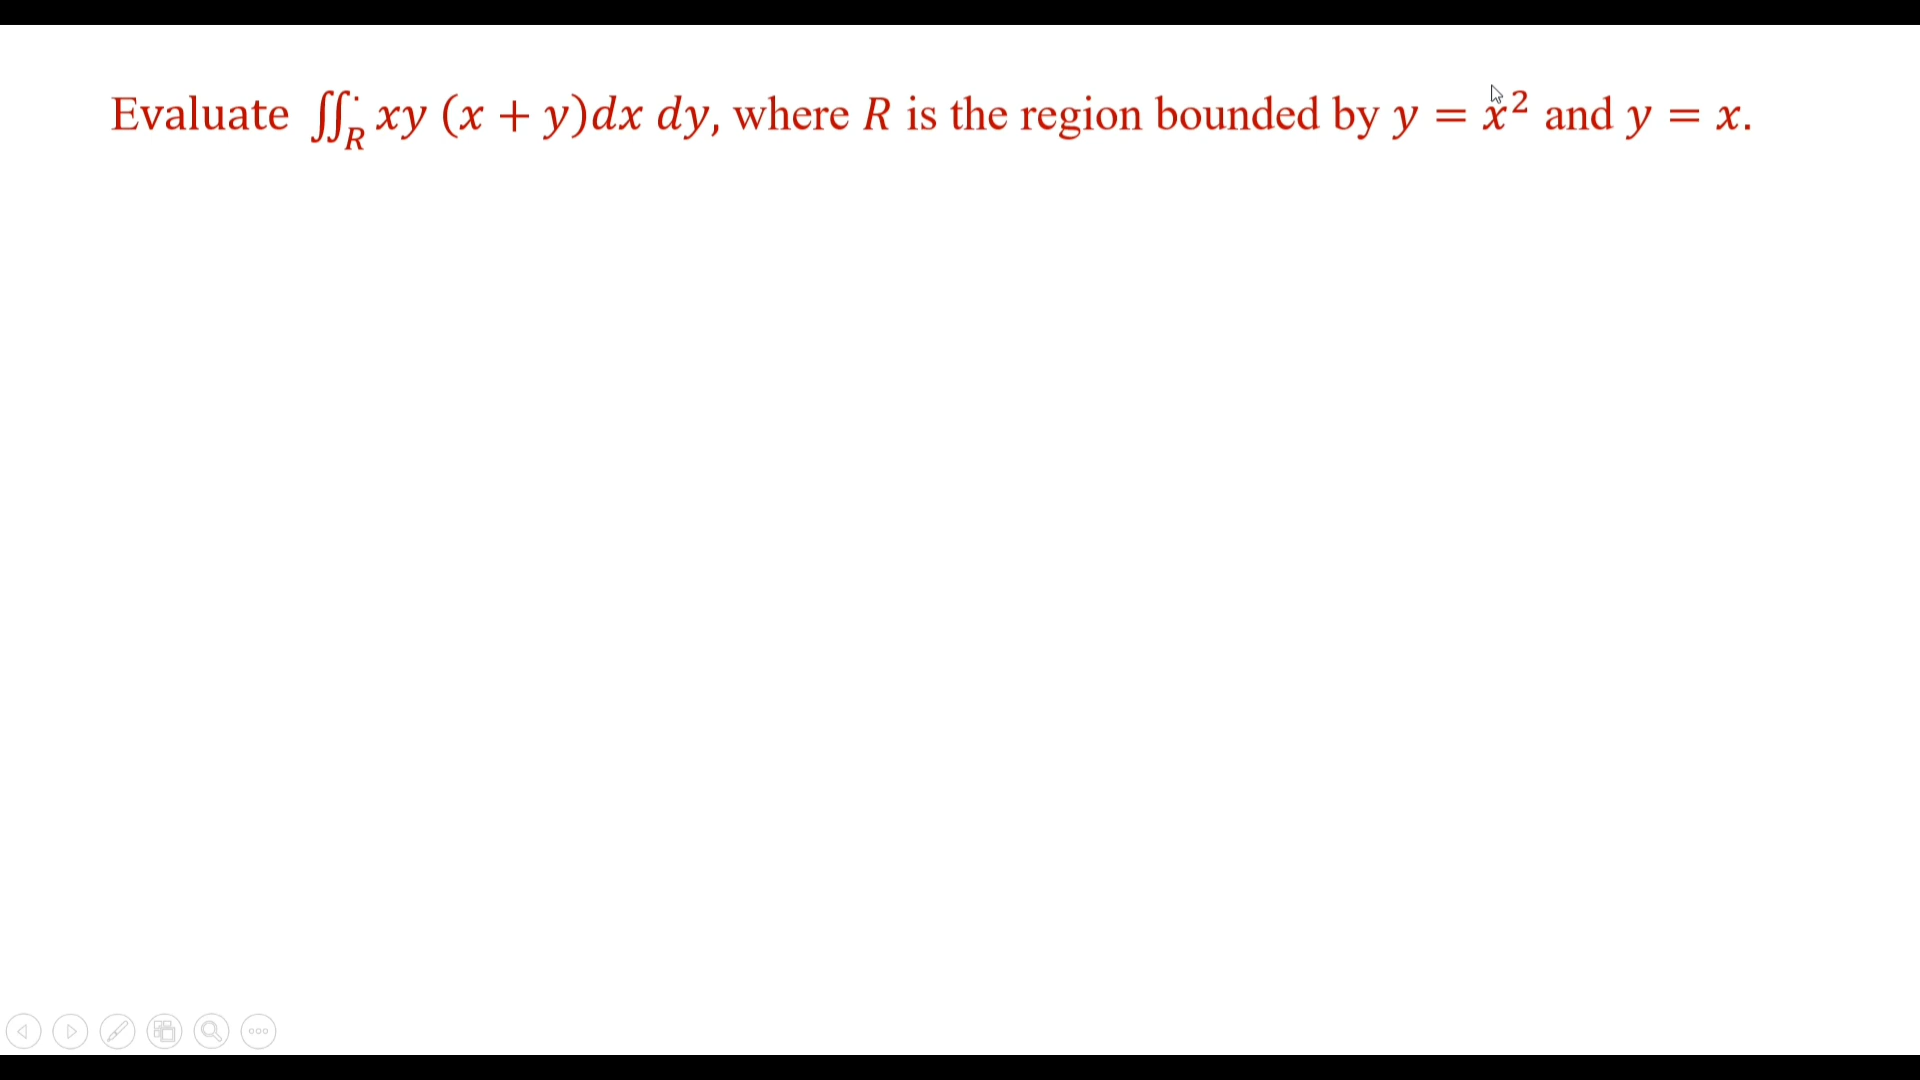 Evaluate ∬_R xy (x + y)dx dy, where R is the region bounded by y = x² and y = x.